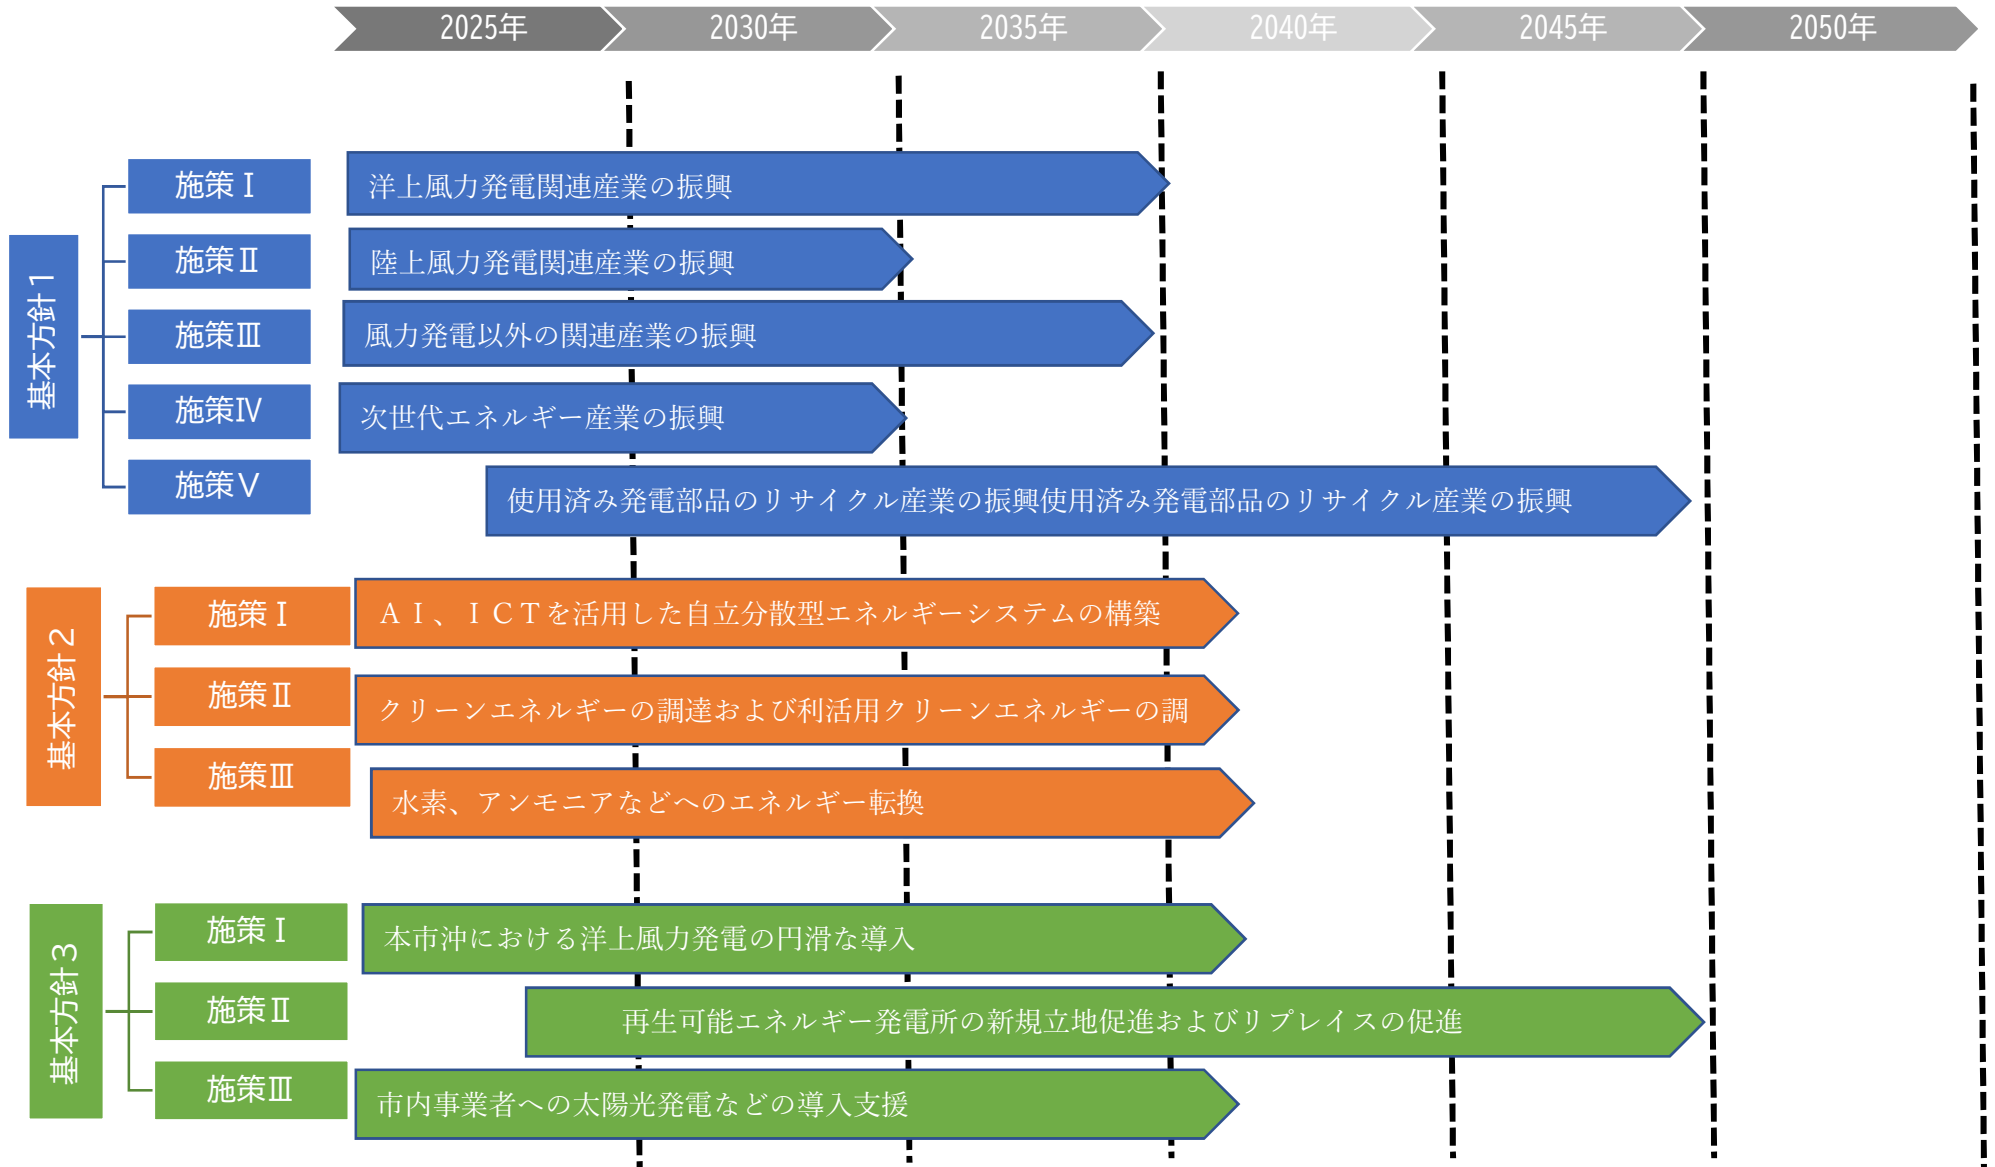 2025年
2030年
2035年
2040年
2045年
2050年
基本方針1
施策Ⅰ
洋上風力発電関連産業の振興
施策Ⅱ
陸上風力発電関連産業の振興
施策Ⅲ
風力発電以外の関連産業の振興
施策Ⅳ
次世代エネルギー産業の振興
施策Ⅴ
使用済み発電部品のリサイクル産業の振興使用済み発電部品のリサイクル産業の振興
基本方針２
施策Ⅰ
ＡＩ、ＩＣＴを活用した自立分散型エネルギーシステムの構築
施策Ⅱ
クリーンエネルギーの調達および利活用クリーンエネルギーの調
施策Ⅲ
水素、アンモニアなどへのエネルギー転換
基本方針３
施策Ⅰ
本市沖における洋上風力発電の円滑な導入
施策Ⅱ
再生可能エネルギー発電所の新規立地促進およびリプレイスの促進
施策Ⅲ
市内事業者への太陽光発電などの導入支援